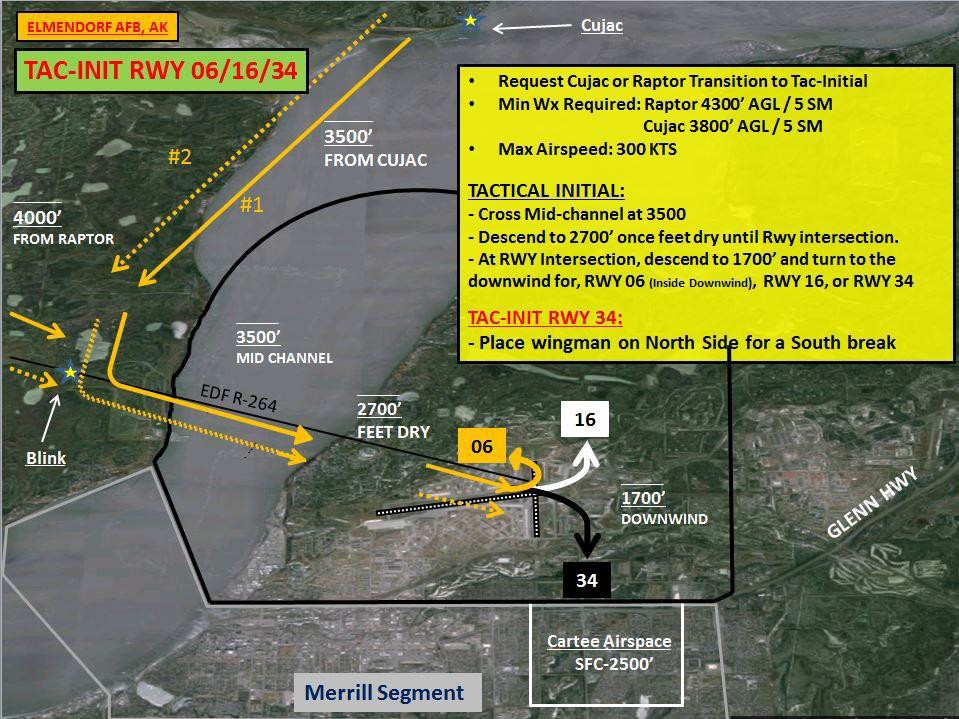 ELMENDORF AFB, AK
TAC-INIT RWY 06/16/34
Cujac
• Request Cujac or Raptor Transition to Tac-Initial
• Min Wx Required: Raptor 4300’ AGL / 5 SM
Cujac 3800’ AGL / 5 SM
• Max Airspeed: 300 KTS
TACTICAL INITIAL:
- Cross Mid-channel at 3500
- Descend to 2700’ once feet dry until Rwy intersection.
- At RWY Intersection, descend to 1700’ and turn to the
downwind for, RWY 06 (Inside Downwind), RWY 16, or RWY 34
TAC-INIT RWY 34:
- Place wingman on North Side for a South break
3500’
FROM CUJAC
#2
#1
4000’
FROM RAPTOR
3500’
MID CHANNEL
EDF R-264
2700’
FEET DRY
Blink
06
16
1700’
DOWNWIND
34
GLENN HWY
Cartee Airspace
SFC-2500’
Merrill Segment